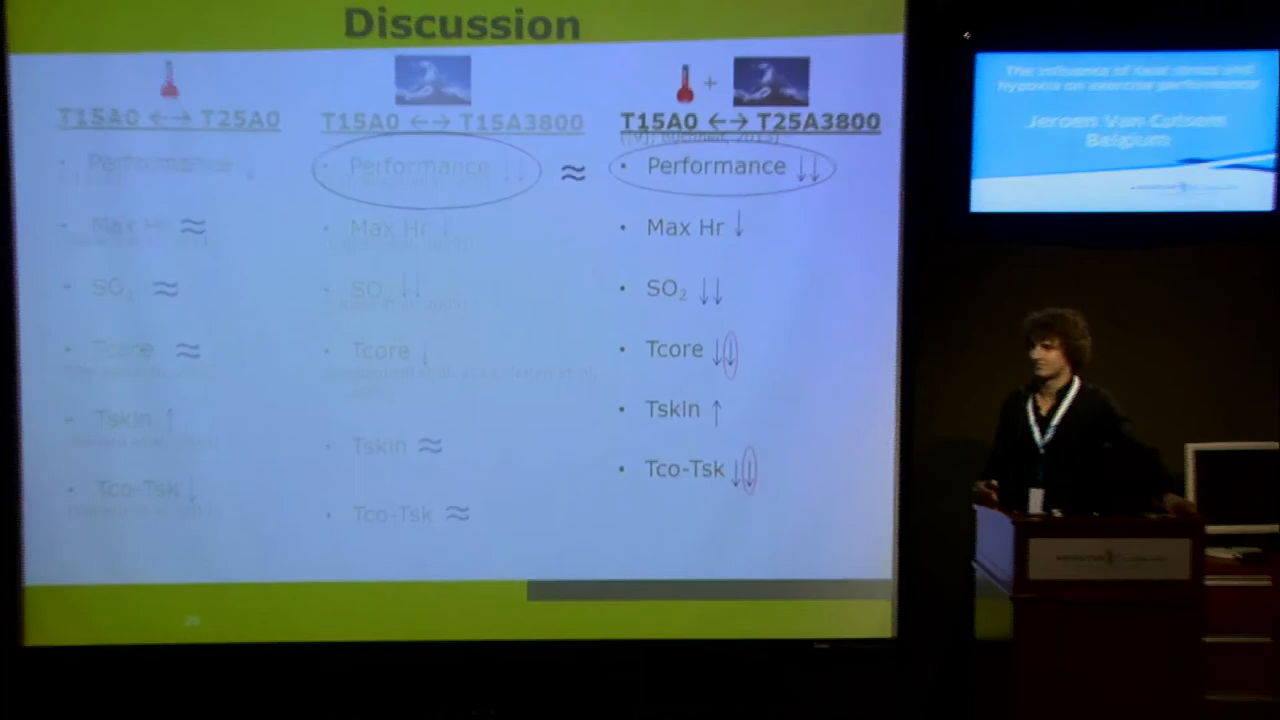 Discussion
T15A0 ←→ T25A0
• Performance ↓
• Max Hr ≈
• SO₂ ≈
• Tcore ≈
• Tskin ↑
• Tco-Tsk ↓
T15A0 ←→ T15A3800
• Performance ↓↓
• Max Hr ↓
• SO₂ ↓↓
• Tcore ↓
• Tskin ≈
• Tco-Tsk ≈
≈
+
T15A0 ←→ T25A3800
• Performance ↓↓
• Max Hr ↓
• SO₂ ↓↓
• Tcore ↓↓
• Tskin ↑
• Tco-Tsk ↓↓
The influence of heat stress and
hypoxia on exercise performance
Jeroen Van Cutsem
Belgium